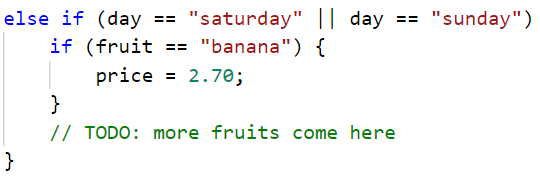 else if (day == "saturday" || day == "sunday")
    if (fruit == "banana") {
        price = 2.70;
    }
    // TODO: more fruits come here
}